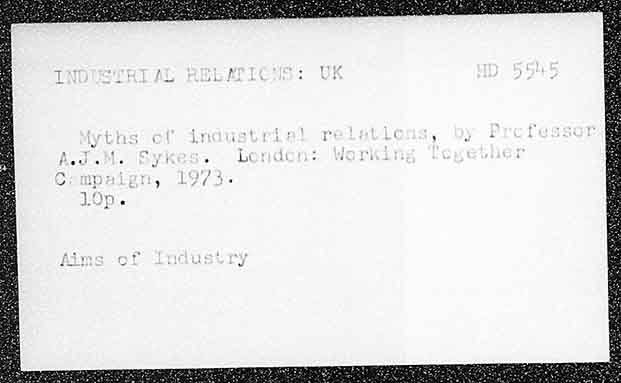 INDUSTRIAL RELATIONS: UK HD 5545
Myths of industrial relations, by Professor
A.J.M. Sykes. London: Working Together
Campaign, 1973.
10p.
Aims of Industry